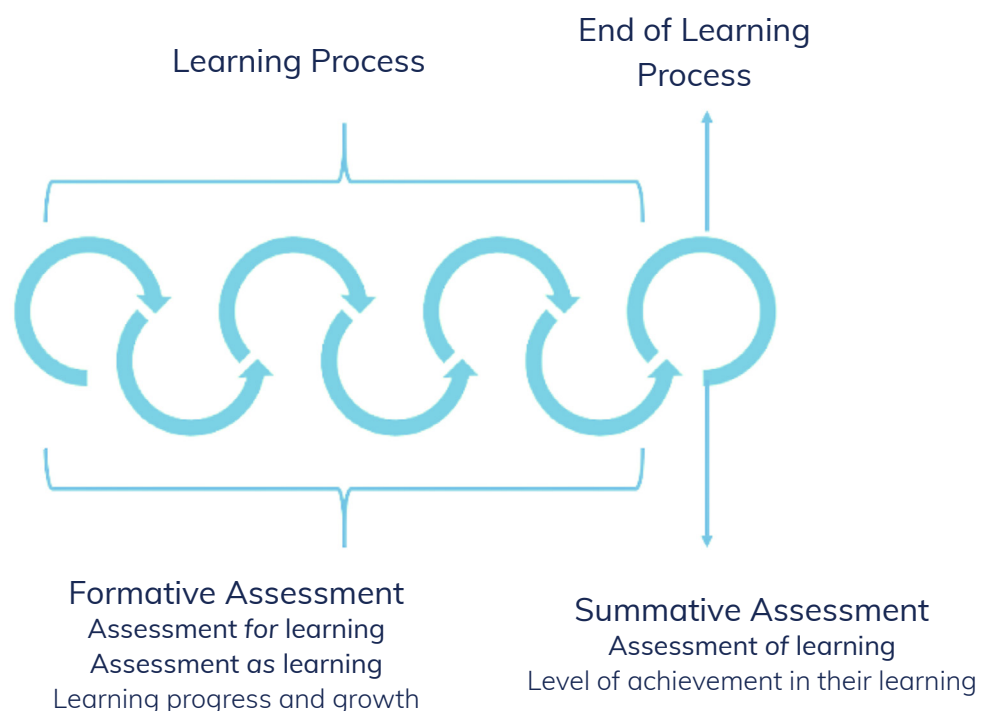 Learning Process
End of Learning
Process
Formative Assessment
Assessment for learning
Assessment as learning
Learning progress and growth
Summative Assessment
Assessment of learning
Level of achievement in their learning